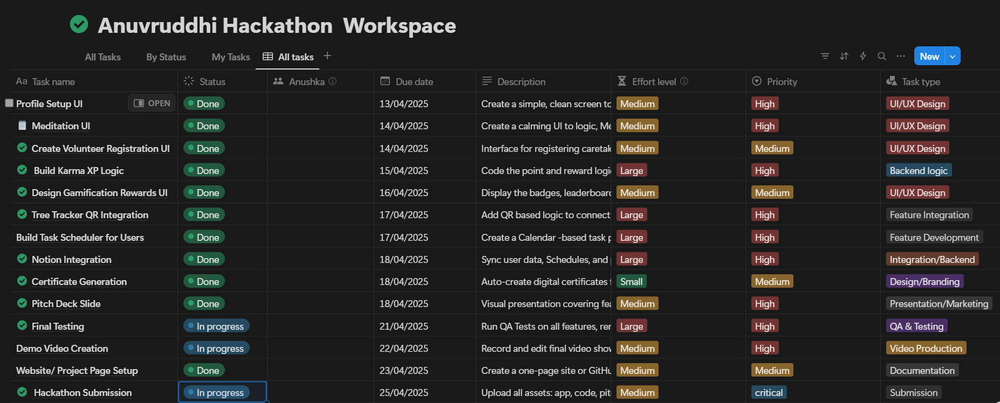 Anuvruddhi Hackathon Workspace
All Tasks By Status My Tasks All tasks + New
Aa Task name Status Anushka Due date Description Effort level Priority Task type
Profile Setup UI OPEN Done 13/04/2025 Create a simple, clean screen to Medium High UI/UX Design
Meditation UI Done 14/04/2025 Create a calming UI to logic, Me Medium High UI/UX Design
Create Volunteer Registration UI Done 14/04/2025 Interface for registering caretak Medium Medium UI/UX Design
Build Karma XP Logic Done 15/04/2025 Code the point and reward logi Large High Backend logic
Design Gamification Rewards UI Done 16/04/2025 Display the badges, leaderboard Medium Medium UI/UX Design
Tree Tracker QR Integration Done 17/04/2025 Add QR based logic to connect Large High Feature Integration
Build Task Scheduler for Users Done 17/04/2025 Create a Calendar -based task p Large High Feature Development
Notion Integration Done 18/04/2025 Sync user data, Schedules, and Large High Integration/Backend
Certificate Generation Done 18/04/2025 Auto-create digital certificates f Small Medium Design/Branding
Pitch Deck Slide Done 18/04/2025 Visual presentation covering fea Medium High Presentation/Marketing
Final Testing In progress 21/04/2025 Run QA Tests on all features, rem Large High QA & Testing
Demo Video Creation In progress 22/04/2025 Record and edit final video show Medium High Video Production
Website/ Project Page Setup Done 23/04/2025 Create a one-page site or GitHu Medium Medium Documentation
Hackathon Submission In progress 25/04/2025 Upload all assets: app, code, pit Medium critical Submission